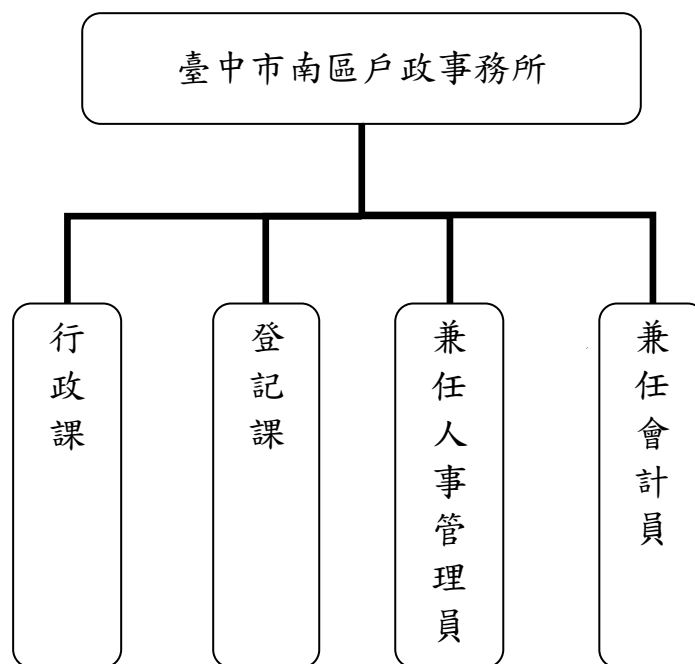 臺中市南區戶政事務所
行政課
登記課
兼任人事管理員
兼任會計員